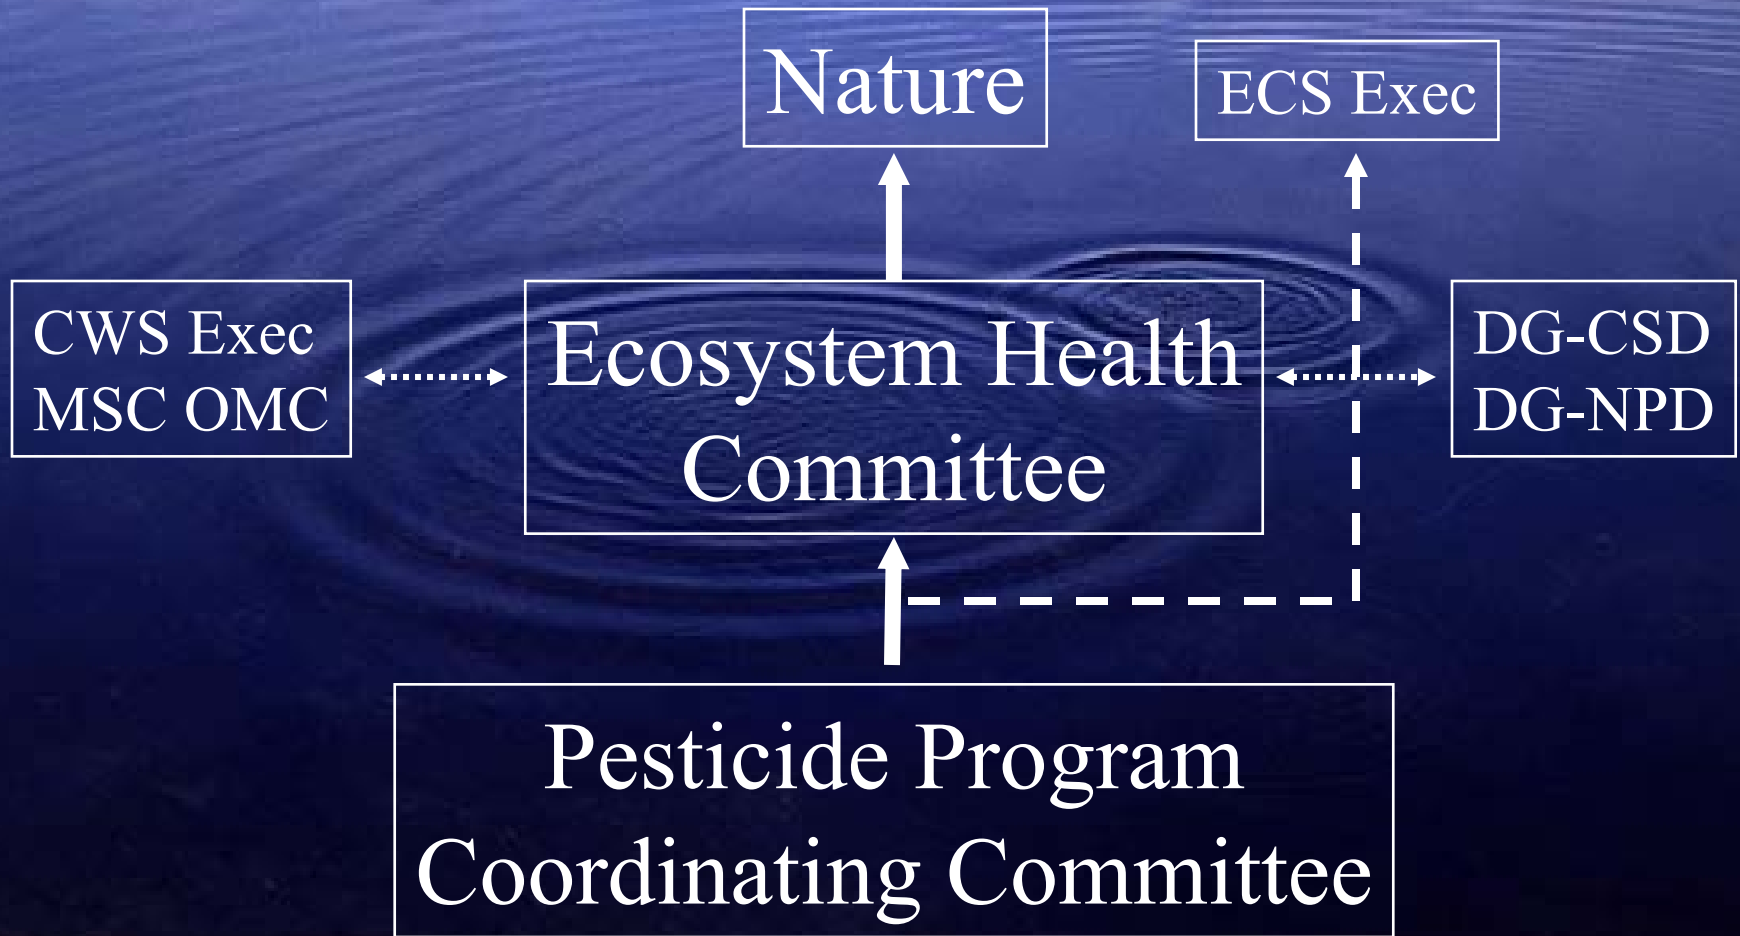 Nature
ECS Exec
CWS Exec
MSC OMC
Ecosystem Health
Committee
DG-CSD
DG-NPD
Pesticide Program
Coordinating Committee